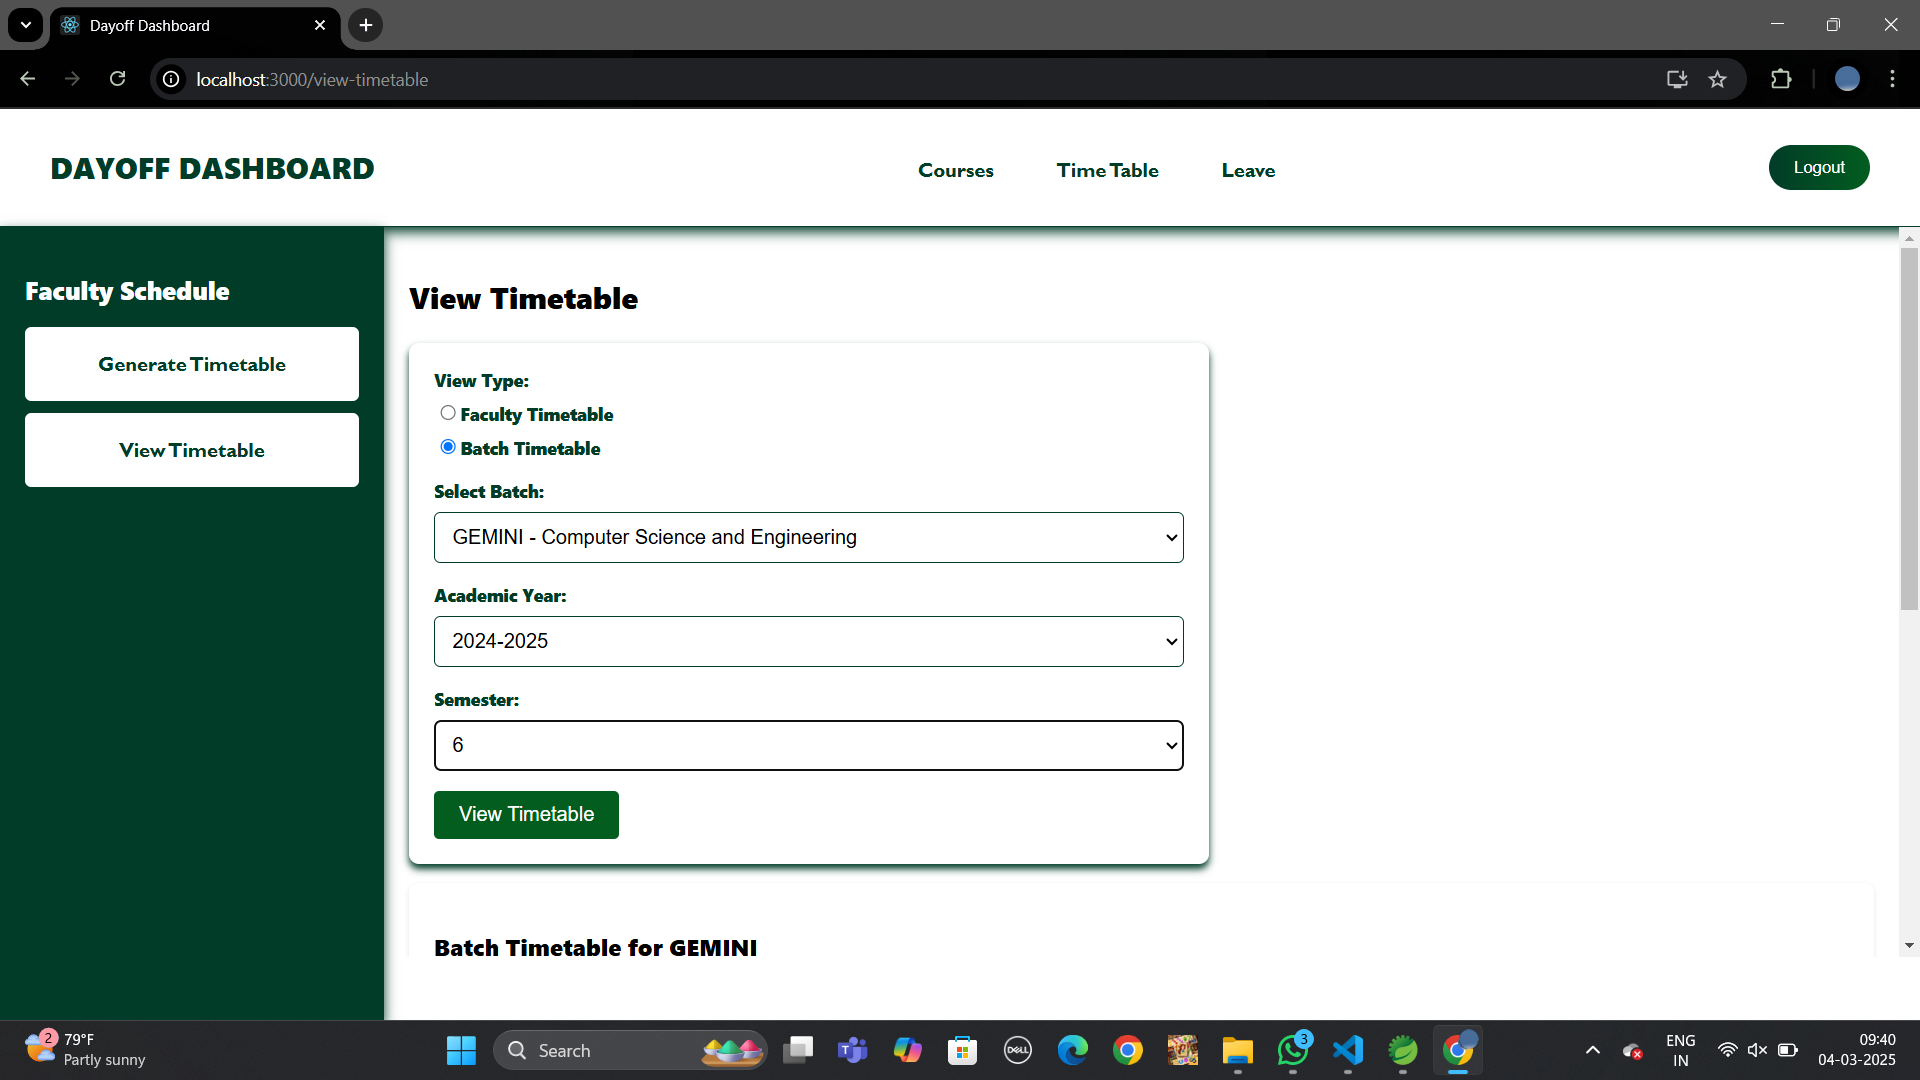 Dayoff Dashboard
localhost:3000/view-timetable
DAYOFF DASHBOARD
Courses
Time Table
Leave
Logout
Faculty Schedule
Generate Timetable
View Timetable
View Timetable
View Type:
Faculty Timetable
Batch Timetable
Select Batch:
GEMINI - Computer Science and Engineering
Academic Year:
2024-2025
Semester:
6
View Timetable
Batch Timetable for GEMINI
2
79°F
Partly sunny
Search
T
DELL
3
ENG
IN
09:40
04-03-2025